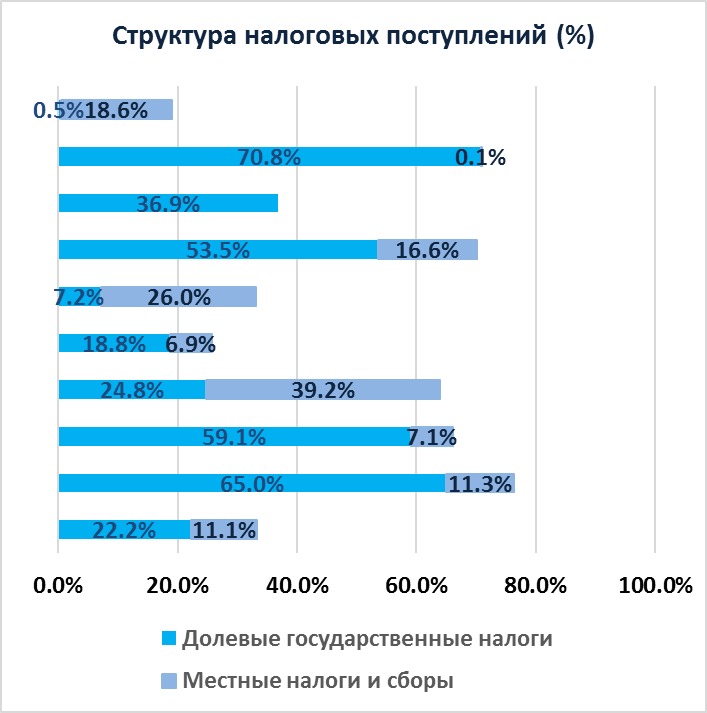 Структура налоговых поступлений (%)
0.5% 18.6%
70.8% 0.1%
36.9%
53.5% 16.6%
7.2% 26.0%
18.8% 6.9%
24.8% 39.2%
59.1% 7.1%
65.0% 11.3%
22.2% 11.1%
0.0% 20.0% 40.0% 60.0% 80.0% 100.0%
Долевые государственные налоги
Местные налоги и сборы